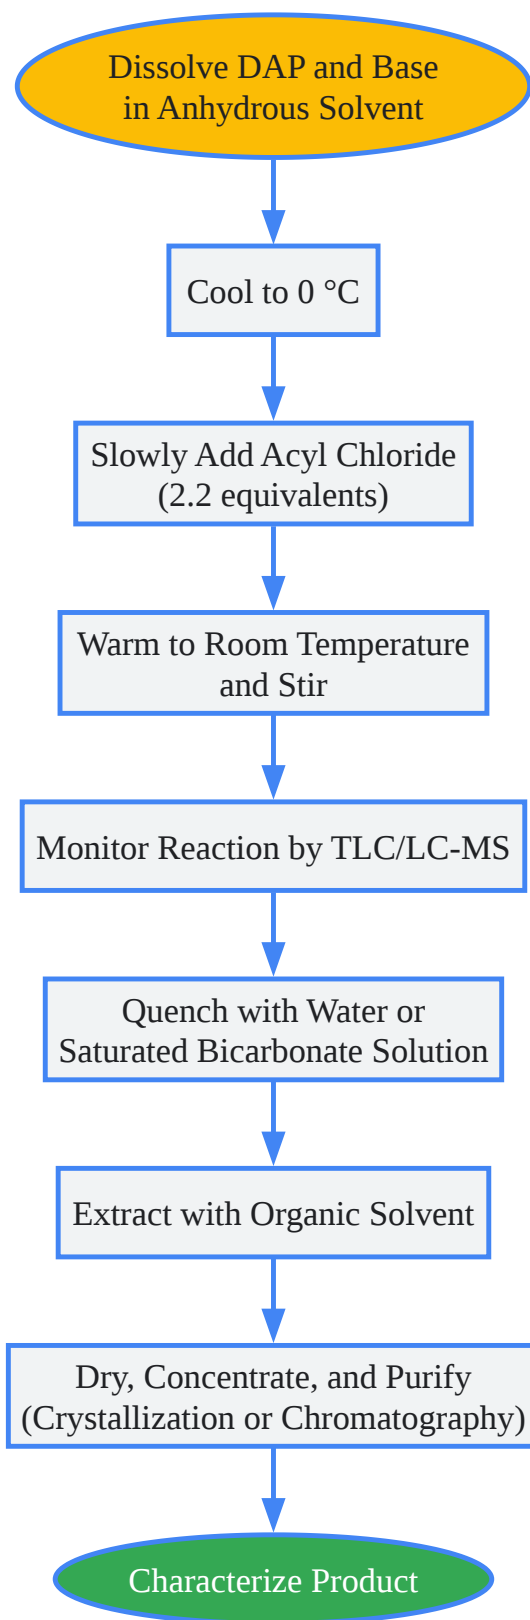 Dissolve DAP and Base
in Anhydrous Solvent
Cool to 0 °C
Slowly Add Acyl Chloride
(2.2 equivalents)
Warm to Room Temperature
and Stir
Monitor Reaction by TLC/LC-MS
Quench with Water or
Saturated Bicarbonate Solution
Extract with Organic Solvent
Dry, Concentrate, and Purify
(Crystallization or Chromatography)
Characterize Product